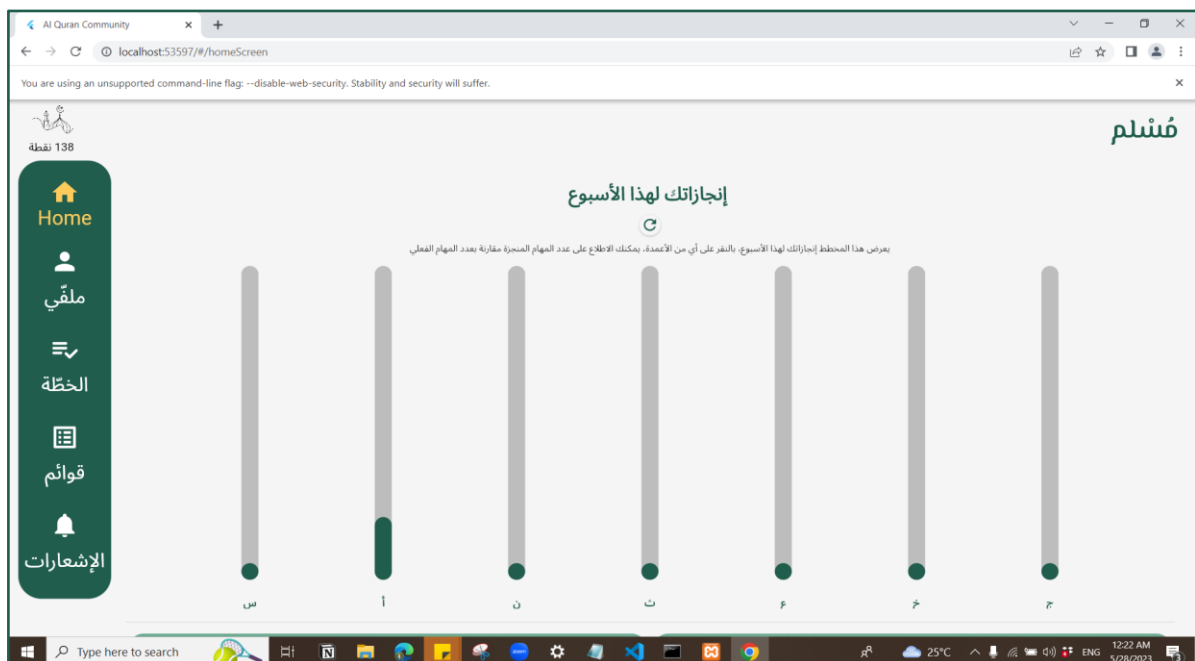 Al Quran Community
localhost:53597/#/homeScreen
You are using an unsupported command-line flag: --disable-web-security. Stability and security will suffer.
مُسْلم
138 نقطة
Home
ملفّي
الخطّة
قوائم
الإشعارات
إنجازاتك لهذا الأسبوع
يعرض هذا المخطط إنجازاتك لهذا الأسبوع، بالنقر على أي من الأعمدة، يمكنك الاطلاع على عدد المهام المنجزة مقارنة بعدد المهام الفعلي
س أ ن ث ع خ ج
Type here to search
25°C
ENG
12:22 AM
5/28/2023